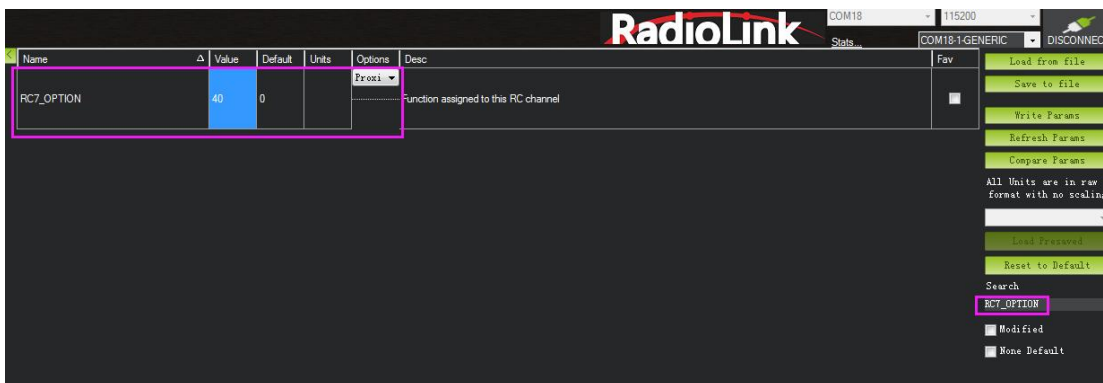 RadioLink
COM18
115200
Stats...
COM18-1-GENERIC
DISCONNEC
Name Value Default Units Options Desc Fav
RC7_OPTION 40 0 Proxi Function assigned to this RC channel
Load from file
Save to file
Write Params
Refresh Params
Compare Params
All Units are in raw
format with no scaling
Load Presaved
Reset to Default
Search
RC7_OPTION
Modified
None Default